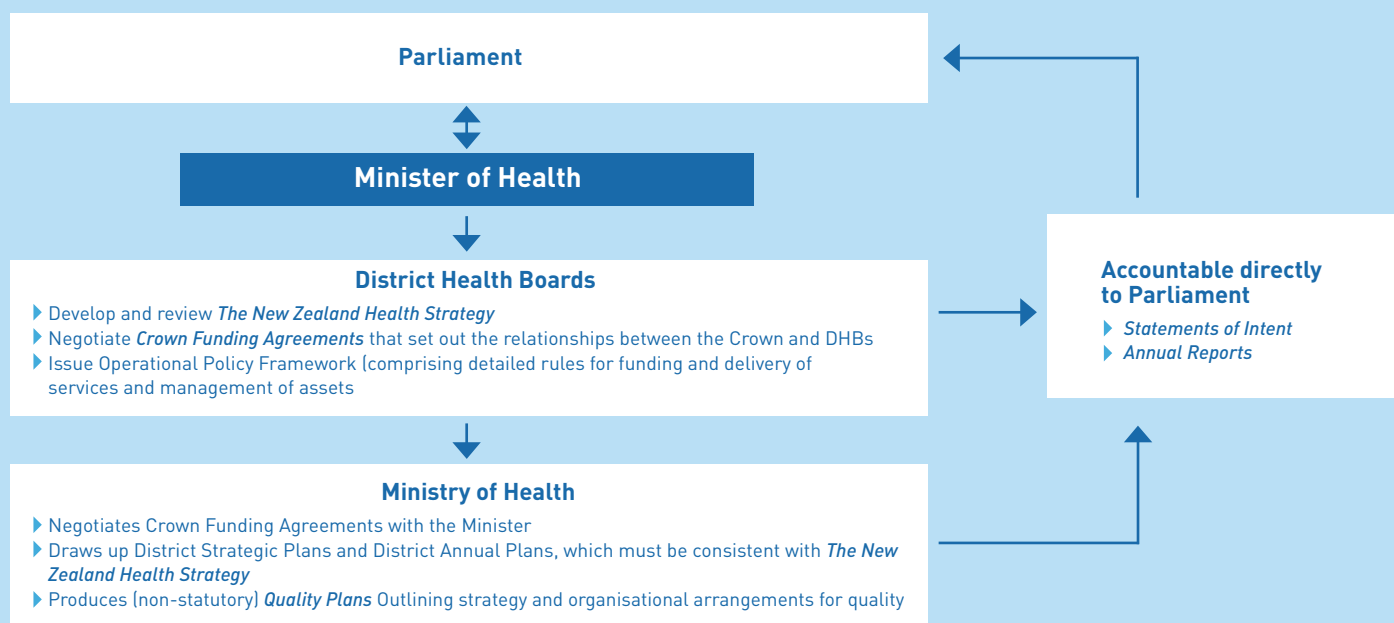 Parliament
Minister of Health
District Health Boards
Develop and review The New Zealand Health Strategy
Negotiate Crown Funding Agreements that set out the relationships between the Crown and DHBs
Issue Operational Policy Framework (comprising detailed rules for funding and delivery of
services and management of assets
Accountable directly
to Parliament
Statements of Intent
Annual Reports
Ministry of Health
Negotiates Crown Funding Agreements with the Minister
Draws up District Strategic Plans and District Annual Plans, which must be consistent with The New
Zealand Health Strategy
Produces (non-statutory) Quality Plans Outlining strategy and organisational arrangements for quality